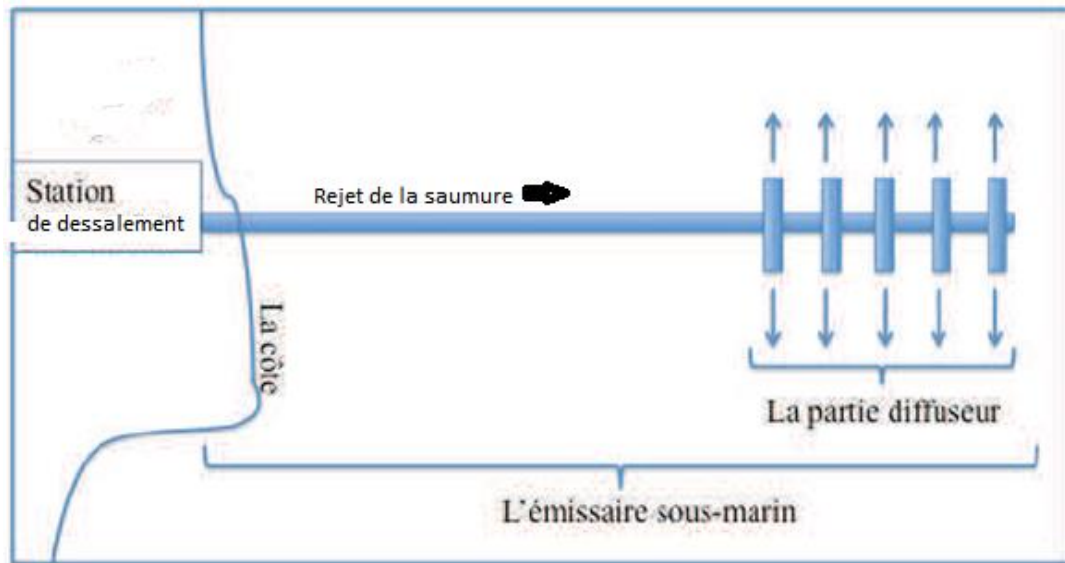 Station
de dessalement
Rejet de la saumure
La côte
La partie diffuseur
L'émissaire sous-marin